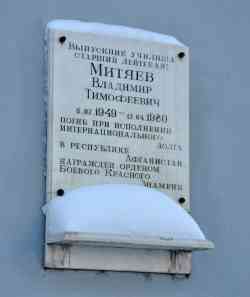 Выпускник училища
старший лейтенант
Митяев
Владимир
Тимофеевич
1949 – 1980
погиб при исполнении
интернационального
долга
в Республике
Афганистан
награжден орденом
Боевого Красного
Знамени